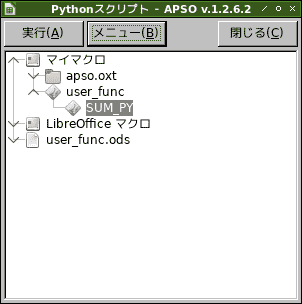 Pythonスクリプト - APSO v.1.2.6.2
実行(A) メニュー(B) 閉じる(C)
マイマクロ
apso.oxt
user_func
SUM_PY
LibreOffice マクロ
user_func.ods